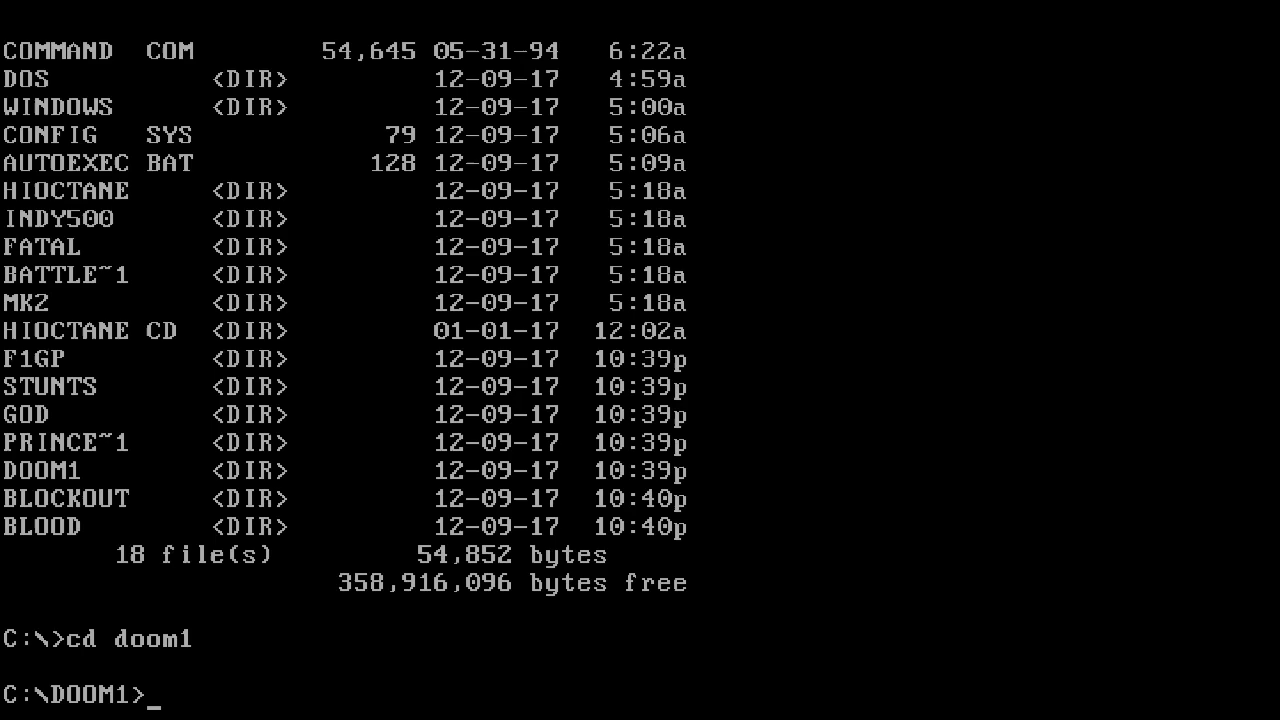 COMMAND  COM        54,645 05-31-94   6:22a
DOS          <DIR>         12-09-17   4:59a
WINDOWS      <DIR>         12-09-17   5:00a
CONFIG   SYS            79 12-09-17   5:06a
AUTOEXEC BAT           128 12-09-17   5:09a
HIOCTANE     <DIR>         12-09-17   5:18a
INDY500      <DIR>         12-09-17   5:18a
FATAL        <DIR>         12-09-17   5:18a
BATTLE~1     <DIR>         12-09-17   5:18a
MK2          <DIR>         12-09-17   5:18a
HIOCTANE CD  <DIR>         01-01-17  12:02a
F1GP         <DIR>         12-09-17  10:39p
STUNTS       <DIR>         12-09-17  10:39p
GOD          <DIR>         12-09-17  10:39p
PRINCE~1     <DIR>         12-09-17  10:39p
DOOM1        <DIR>         12-09-17  10:39p
BLOCKOUT     <DIR>         12-09-17  10:40p
BLOOD        <DIR>         12-09-17  10:40p
       18 file(s)         54,852 bytes
                     358,916,096 bytes free
C:\>cd doom1
C:\DOOM1>_